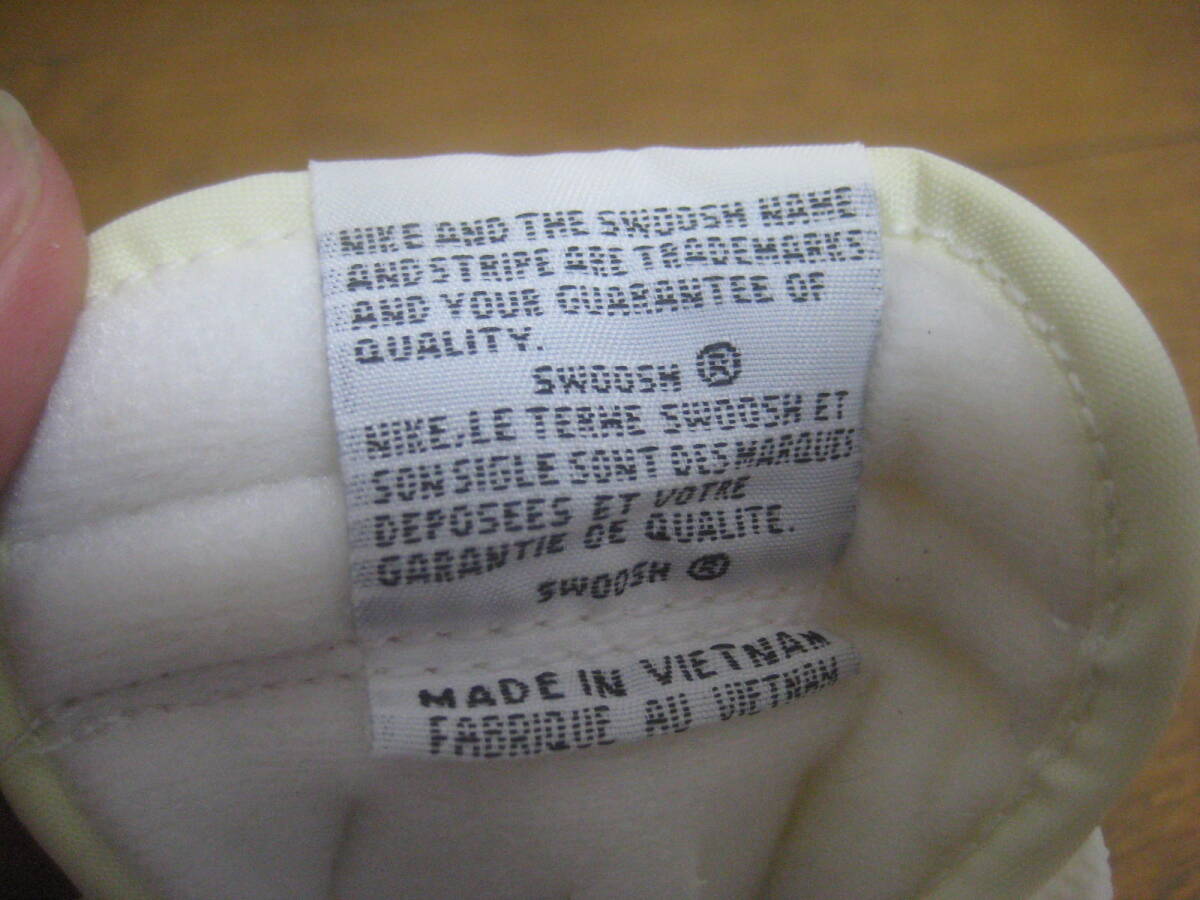 NIKE AND THE SWOOSH NAME
AND STRIPE ARE TRADEMARKS
AND YOUR GUARANTEE OF
QUALITY.
SWOOSH ®
NIKE, LE TERME SWOOSH ET
SON SIGLE SONT DES MARQUES
DEPOSEES ET VOTRE
GARANTIE DE QUALITE.
SWOOSH ®
MADE IN VIETNAM
FABRIQUE AU VIETNAM